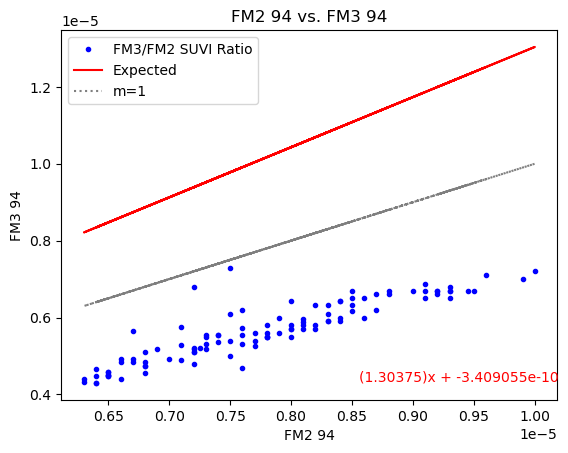 FM2 94 vs. FM3 94
1e−5
FM3/FM2 SUVI Ratio
Expected
m=1
1.2
1.0
0.8
0.6
0.4
FM3 94
(1.30375)x + -3.409055e-10
0.65 0.70 0.75 0.80 0.85 0.90 0.95 1.00
FM2 94
1e−5